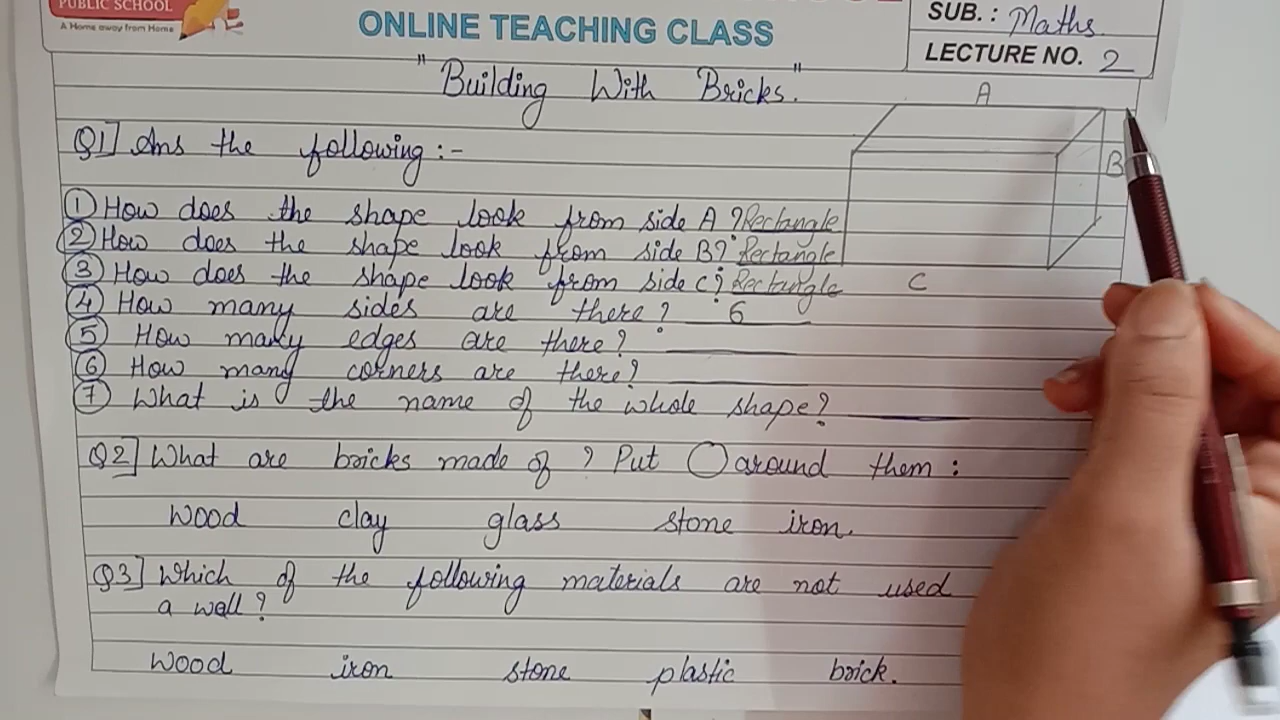 PUBLIC SCHOOL
A Home away from Home
ONLINE TEACHING CLASS
SUB. : Maths
LECTURE NO. 2
"Building With Bricks."
A
B
C
Q1] Ans the following:-
1 How does the shape look from side A? Rectangle
2 How does the shape look from side B? Rectangle
3 How does the shape look from side C? Rectangle
4 How many sides are there? 6
5 How many edges are there?
6 How many corners are there?
7 What is the name of the whole shape?
Q2] What are bricks made of ? Put ◯ around them :
Wood clay glass stone iron.
Q3] Which of the following materials are not used
a wall?
Wood iron stone plastic brick.